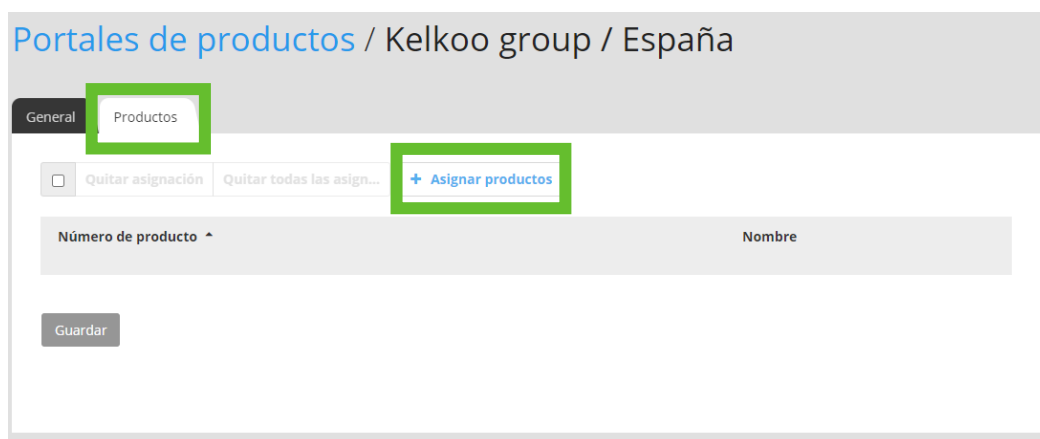 Portales de productos / Kelkoo group / España
General Productos
Quitar asignación Quitar todas las asign... + Asignar productos
Número de producto Nombre
Guardar